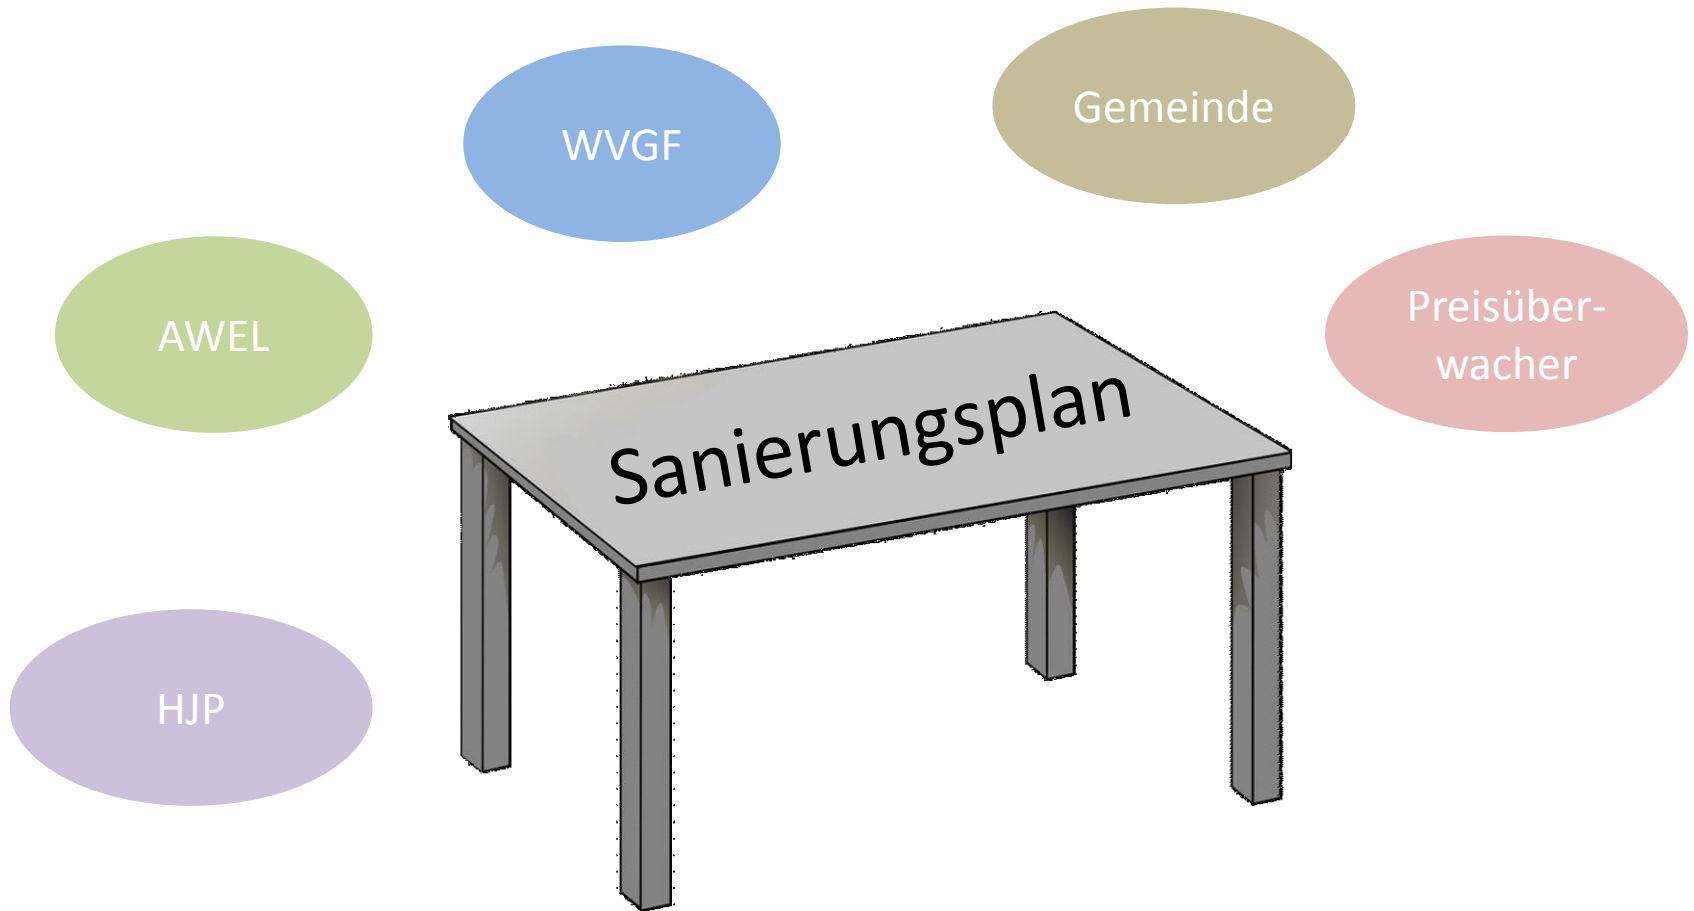 Gemeinde
WVGF
AWEL
Preisüber-
wacher
Sanierungsplan
HJP